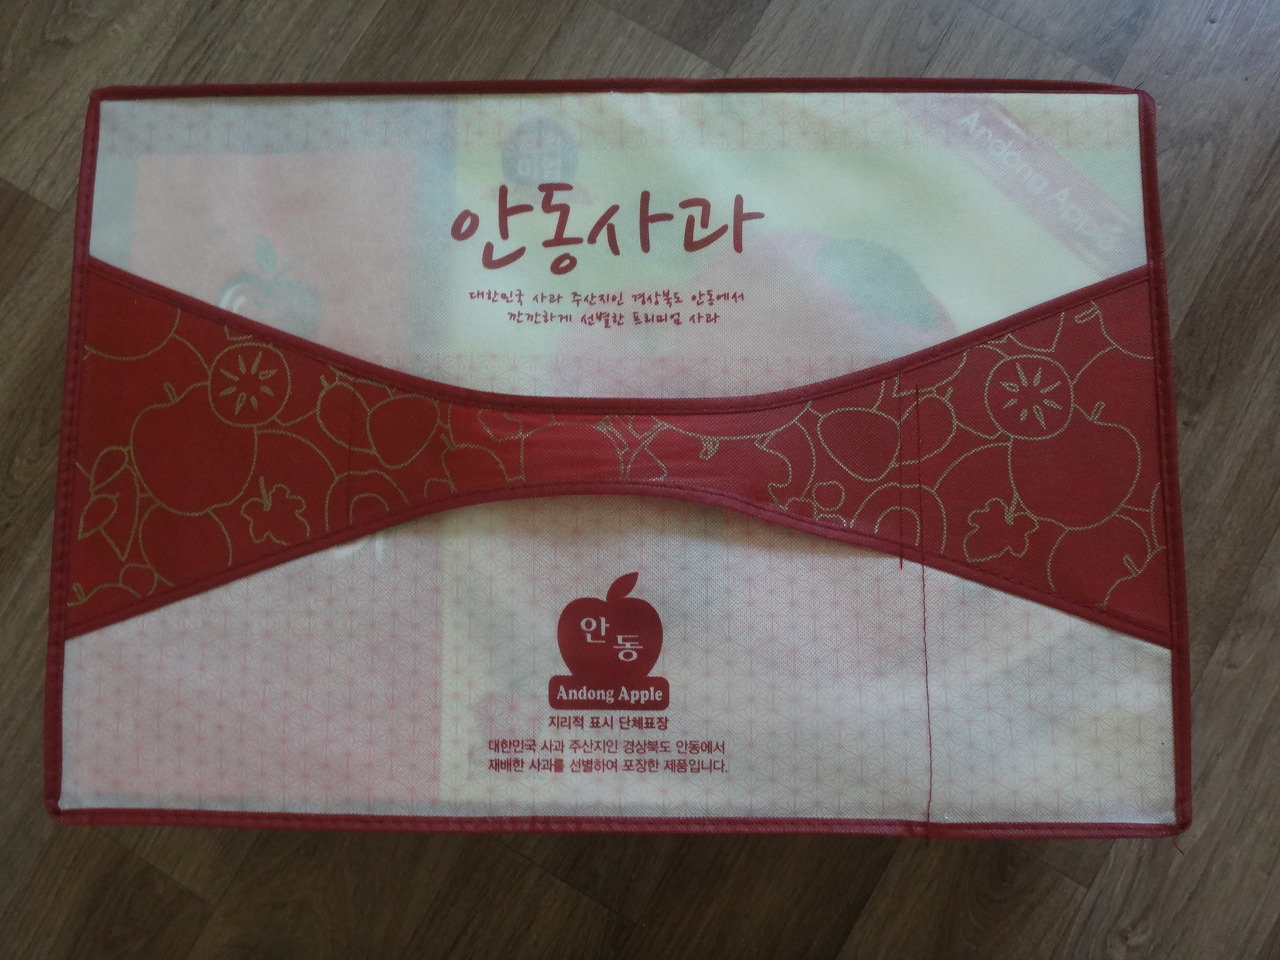 Andong Apple
안동사과
대한민국 사과 주산지인 경상북도 안동에서
깐깐하게 선별한 프리미엄 사과
안동
Andong Apple
지리적 표시 단체표장
대한민국 사과 주산지인 경상북도 안동에서
재배한 사과를 선별하여 포장한 제품입니다.